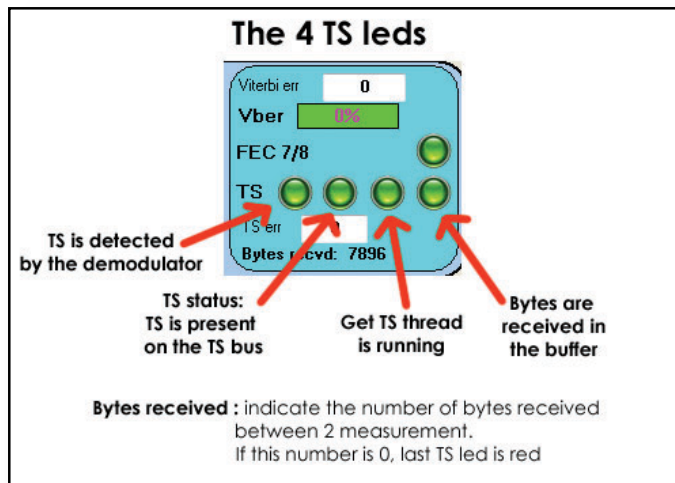 The 4 TS leds
Viterbi err 0
Vber 0%
FEC 7/8
TS
TS err
Bytes recvd: 7896
TS is detected
by the demodulator
TS status:
TS is present
on the TS bus
Get TS thread
is running
Bytes are
received in
the buffer
Bytes received : indicate the number of bytes received
between 2 measurement.
If this number is 0, last TS led is red